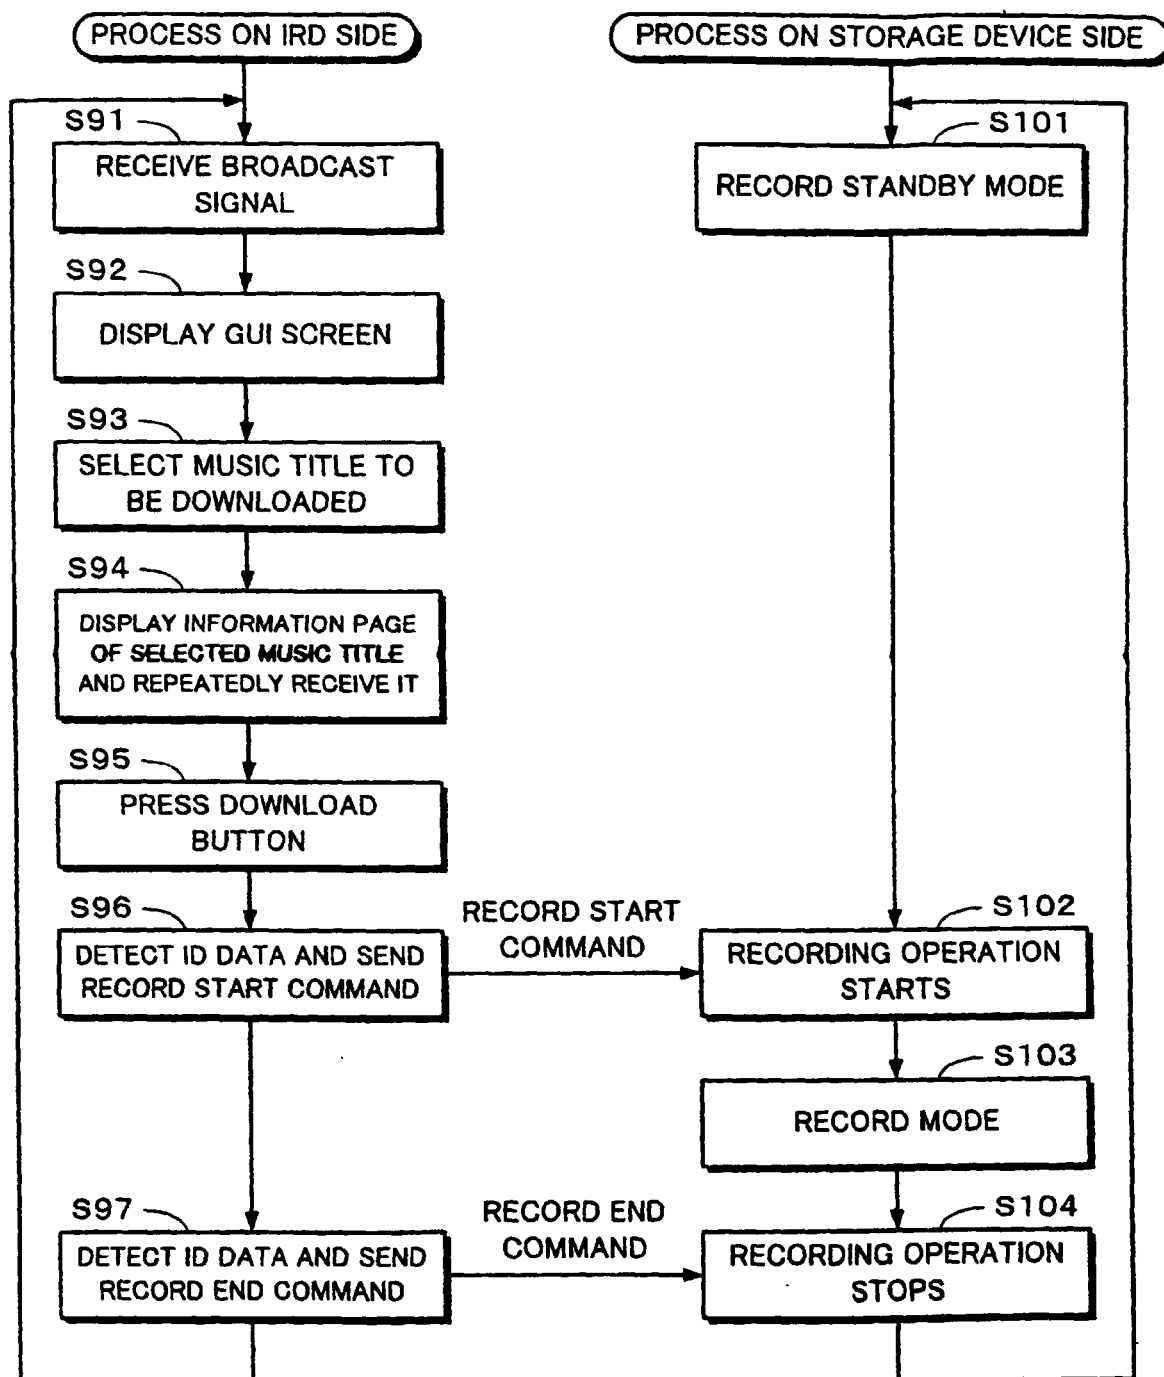 PROCESS ON IRD SIDE
PROCESS ON STORAGE DEVICE SIDE
S91
RECEIVE BROADCAST
SIGNAL
S101
RECORD STANDBY MODE
S92
DISPLAY GUI SCREEN
S93
SELECT MUSIC TITLE TO
BE DOWNLOADED
S94
DISPLAY INFORMATION PAGE
OF SELECTED MUSIC TITLE
AND REPEATEDLY RECEIVE IT
S95
PRESS DOWNLOAD
BUTTON
S96
DETECT ID DATA AND SEND
RECORD START COMMAND
RECORD START
COMMAND
S102
RECORDING OPERATION
STARTS
S103
RECORD MODE
S97
DETECT ID DATA AND SEND
RECORD END COMMAND
RECORD END
COMMAND
S104
RECORDING OPERATION
STOPS